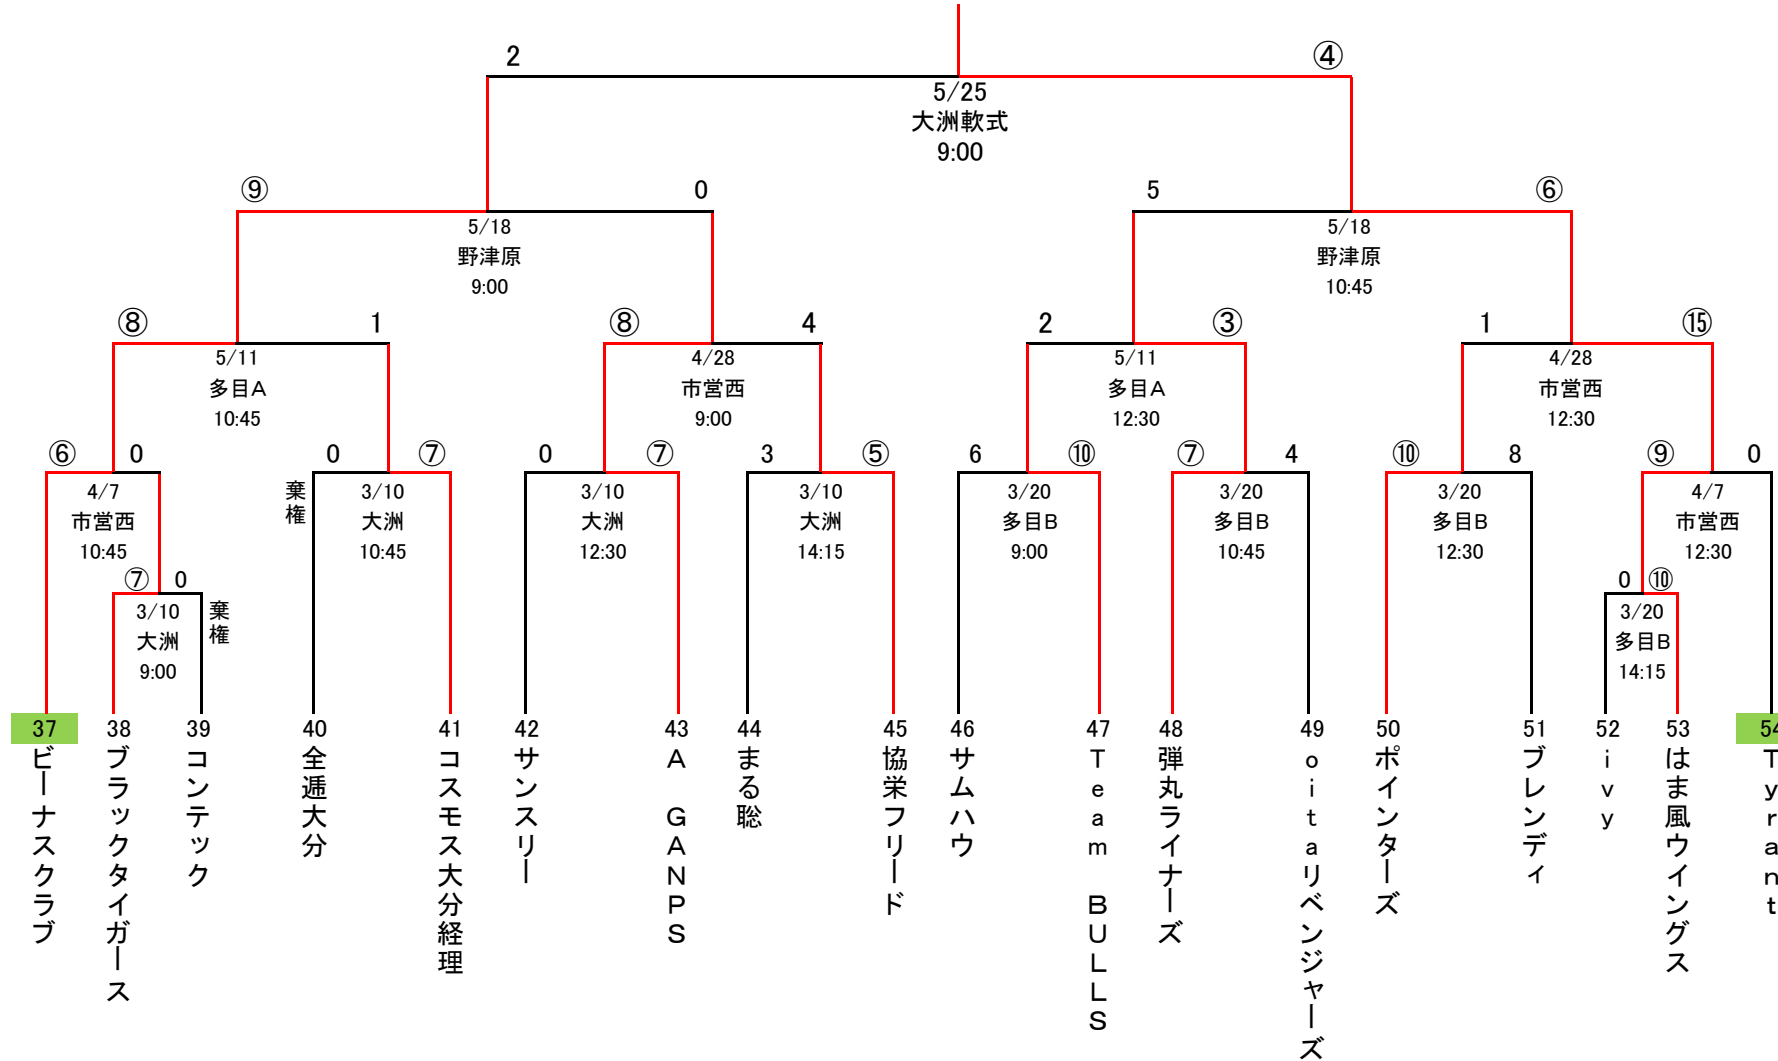 2 ④
5/25
大洲軟式
9:00
⑨ 0 5 ⑥
5/18 5/18
野津原 野津原
9:00 10:45
⑧ 1 ⑧ 4 2 ③ 1 ⑮
5/11 4/28 5/11 4/28
多目A 市営西 多目A 市営西
10:45 9:00 12:30 12:30
⑥ 0 0 ⑦ 0 ⑦ 3 ⑤ 6 ⑩ ⑦ 4 ⑩ 8 ⑨ 0
4/7 棄権 3/10 3/10 3/10 3/20 3/20 3/20 4/7
市営西 大洲 大洲 大洲 多目B 多目B 多目B 市営西
10:45 10:45 12:30 14:15 9:00 10:45 12:30 12:30
⑦ 0 0 ⑩
3/10 棄権 3/20
大洲 多目B
9:00 14:15
37 38 39 40 41 42 43 44 45 46 47 48 49 50 51 52 53 54
ビーナスクラブ
ブラックタイガース
コンテック
全逓大分
コスモス大分経理
サンスリー
A GANPS
まる聡
協栄フリード
サムハウ
Team BULLS
弾丸ライナーズ
oitaリベンジャーズ
ポインターズ
ブレンディ
ivy
はま風ウイングス
Tyrant